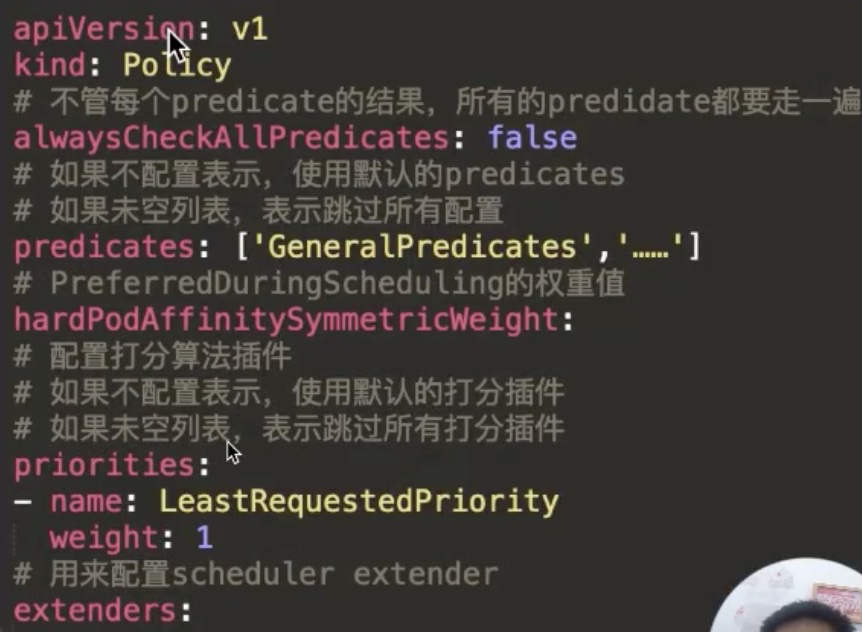 apiVersion: v1
kind: Policy
# 不管每个predicate的结果，所有的predidate都要走一遍
alwaysCheckAllPredicates: false
# 如果不配置表示，使用默认的predicates
# 如果未空列表，表示跳过所有配置
predicates: ['GeneralPredicates','……']
# PreferredDuringScheduling的权重值
hardPodAffinitySymmetricWeight:
# 配置打分算法插件
# 如果不配置表示，使用默认的打分插件
# 如果未空列表，表示跳过所有打分插件
priorities:
- name: LeastRequestedPriority
  weight: 1
# 用来配置scheduler extender
extenders: